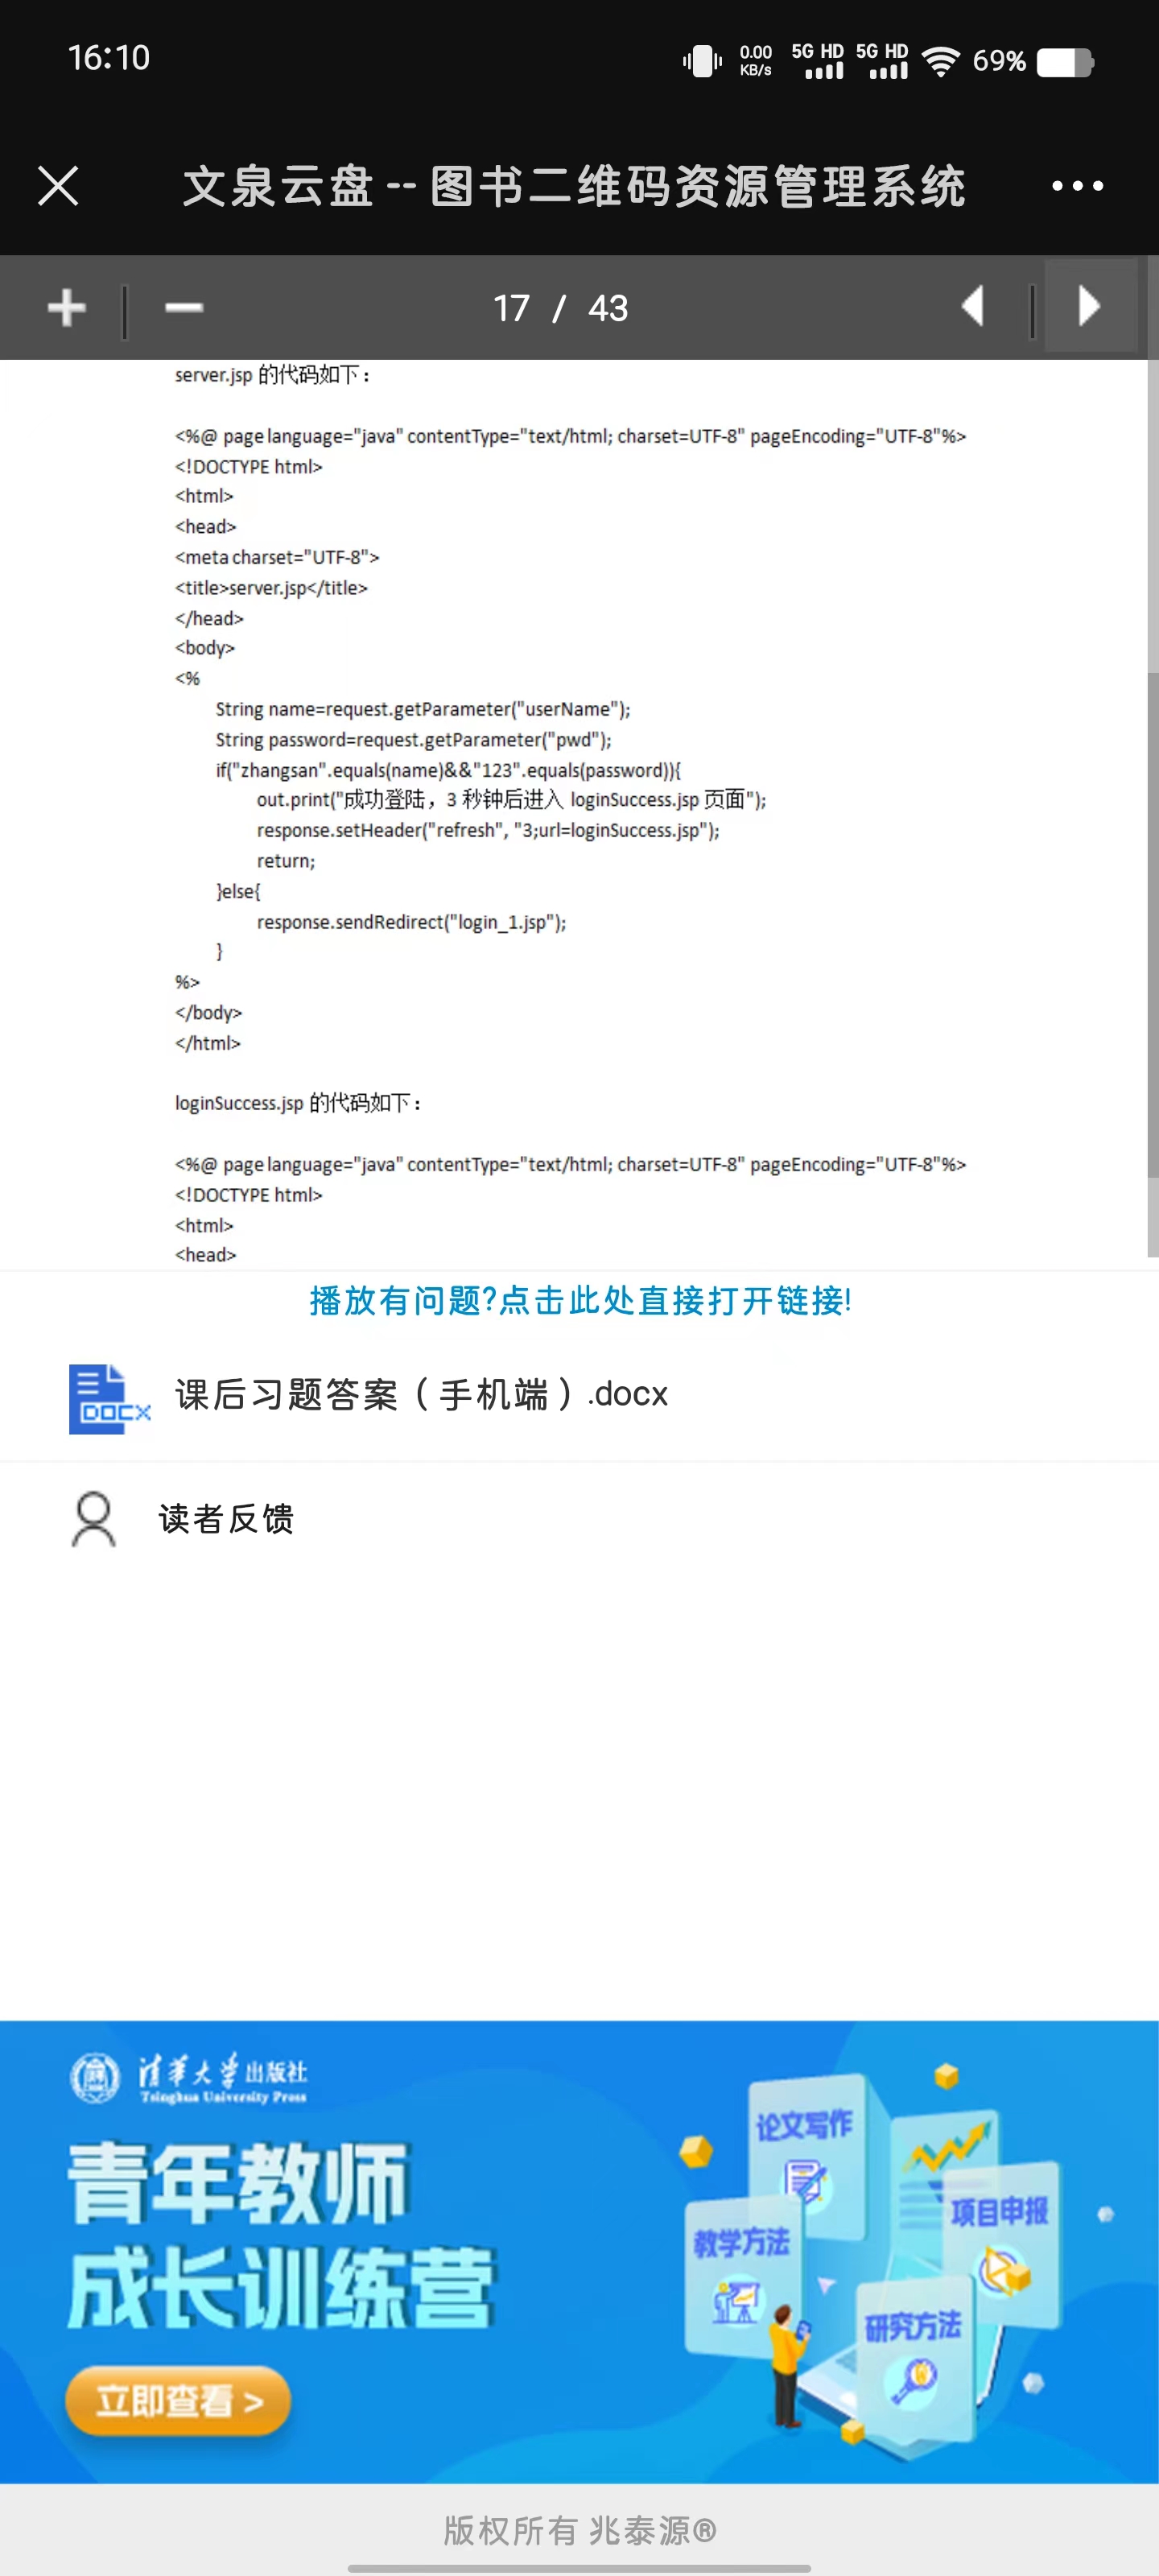 16:10
0.00 KB/s 5G HD 5G HD 69%
文泉云盘 -- 图书二维码资源管理系统
17 / 43
server.jsp 的代码如下：
<%@ page language="java" contentType="text/html; charset=UTF-8" pageEncoding="UTF-8"%>
<!DOCTYPE html>
<html>
<head>
<meta charset="UTF-8">
<title>server.jsp</title>
</head>
<body>
<%
String name=request.getParameter("userName");
String password=request.getParameter("pwd");
if("zhangsan".equals(name)&&"123".equals(password)){
out.print("成功登陆，3 秒钟后进入 loginSuccess.jsp 页面");
response.setHeader("refresh", "3;url=loginSuccess.jsp");
return;
}else{
response.sendRedirect("login_1.jsp");
}
%>
</body>
</html>
loginSuccess.jsp 的代码如下：
<%@ page language="java" contentType="text/html; charset=UTF-8" pageEncoding="UTF-8"%>
<!DOCTYPE html>
<html>
<head>
播放有问题?点击此处直接打开链接!
DOCX
课后习题答案（手机端）.docx
读者反馈
清华大学出版社
Tsinghua University Press
青年教师
成长训练营
立即查看 >
论文写作
项目申报
教学方法
研究方法
版权所有 兆泰源®